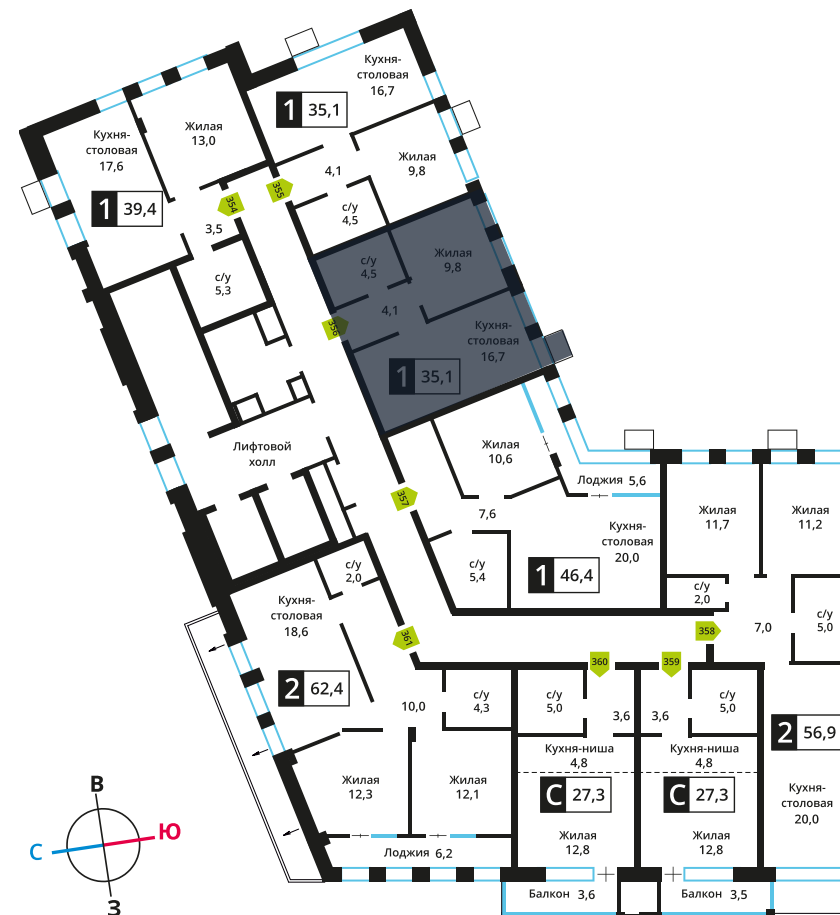 Кухня-
столовая
16,7
1 35,1
Жилая
13,0
Кухня-
столовая
17,6
1 39,4
4,1
Жилая
9,8
354
355
3,5
с/у
4,5
с/у
5,3
с/у
4,5
Жилая
9,8
4,1
356
Кухня-
столовая
16,7
1 35,1
Лифтовой
холл
Жилая
10,6
Лоджия 5,6
357
7,6
Кухня-
столовая
20,0
с/у
5,4
1 46,4
Жилая
11,7
Жилая
11,2
с/у
2,0
с/у
2,0
с/у
5,0
7,0
358
Кухня-
столовая
18,6
2 62,4
361
360
359
10,0
с/у
4,3
с/у
5,0
3,6
3,6
с/у
5,0
2 56,9
Кухня-ниша
4,8
Кухня-ниша
4,8
C 27,3
C 27,3
Жилая
12,3
Жилая
12,1
Кухня-
столовая
20,0
Жилая
12,8
Жилая
12,8
Лоджия 6,2
Балкон 3,6
Балкон 3,5
В
С
Ю
З